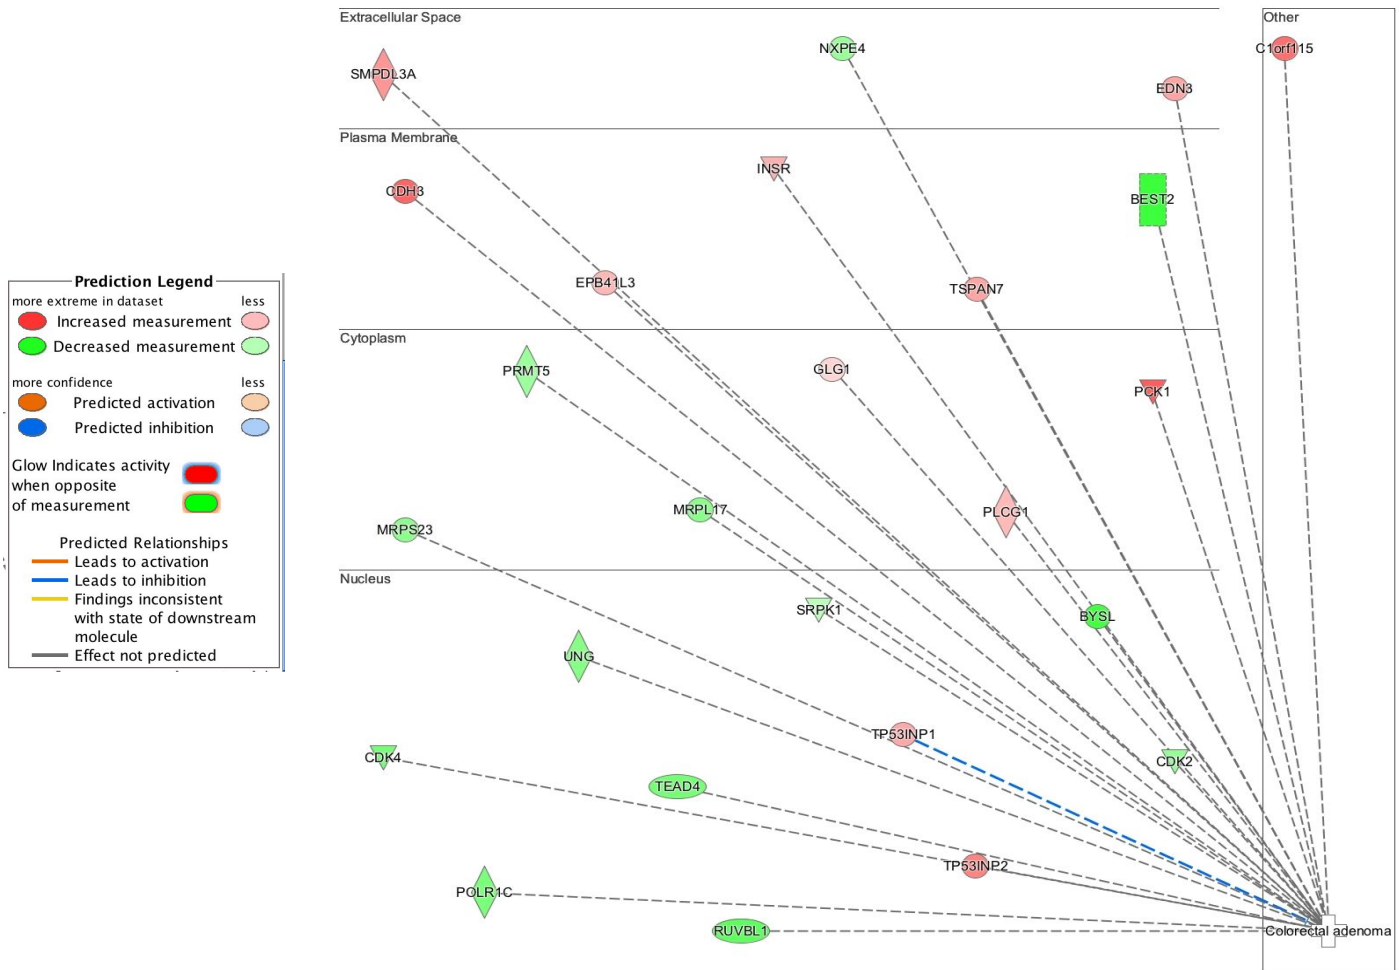 Extracellular Space
Other
NXPE4
C1orf115
SMPDL3A
EDN3
Plasma Membrane
INSR
CDH3
BEST2
EPB41L3
TSPAN7
Cytoplasm
PRMT5
GLG1
PCK1
MRPL17
PLCG1
MRPS23
Nucleus
SRPK1
BYSL
UNG
TP53INP1
CDK4
CDK2
TEAD4
TP53INP2
POLR1C
RUVBL1
Colorectal adenoma
Prediction Legend
more extreme in dataset less
Increased measurement
Decreased measurement
more confidence less
Predicted activation
Predicted inhibition
Glow Indicates activity
when opposite
of measurement
Predicted Relationships
Leads to activation
Leads to inhibition
Findings inconsistent
with state of downstream
molecule
Effect not predicted